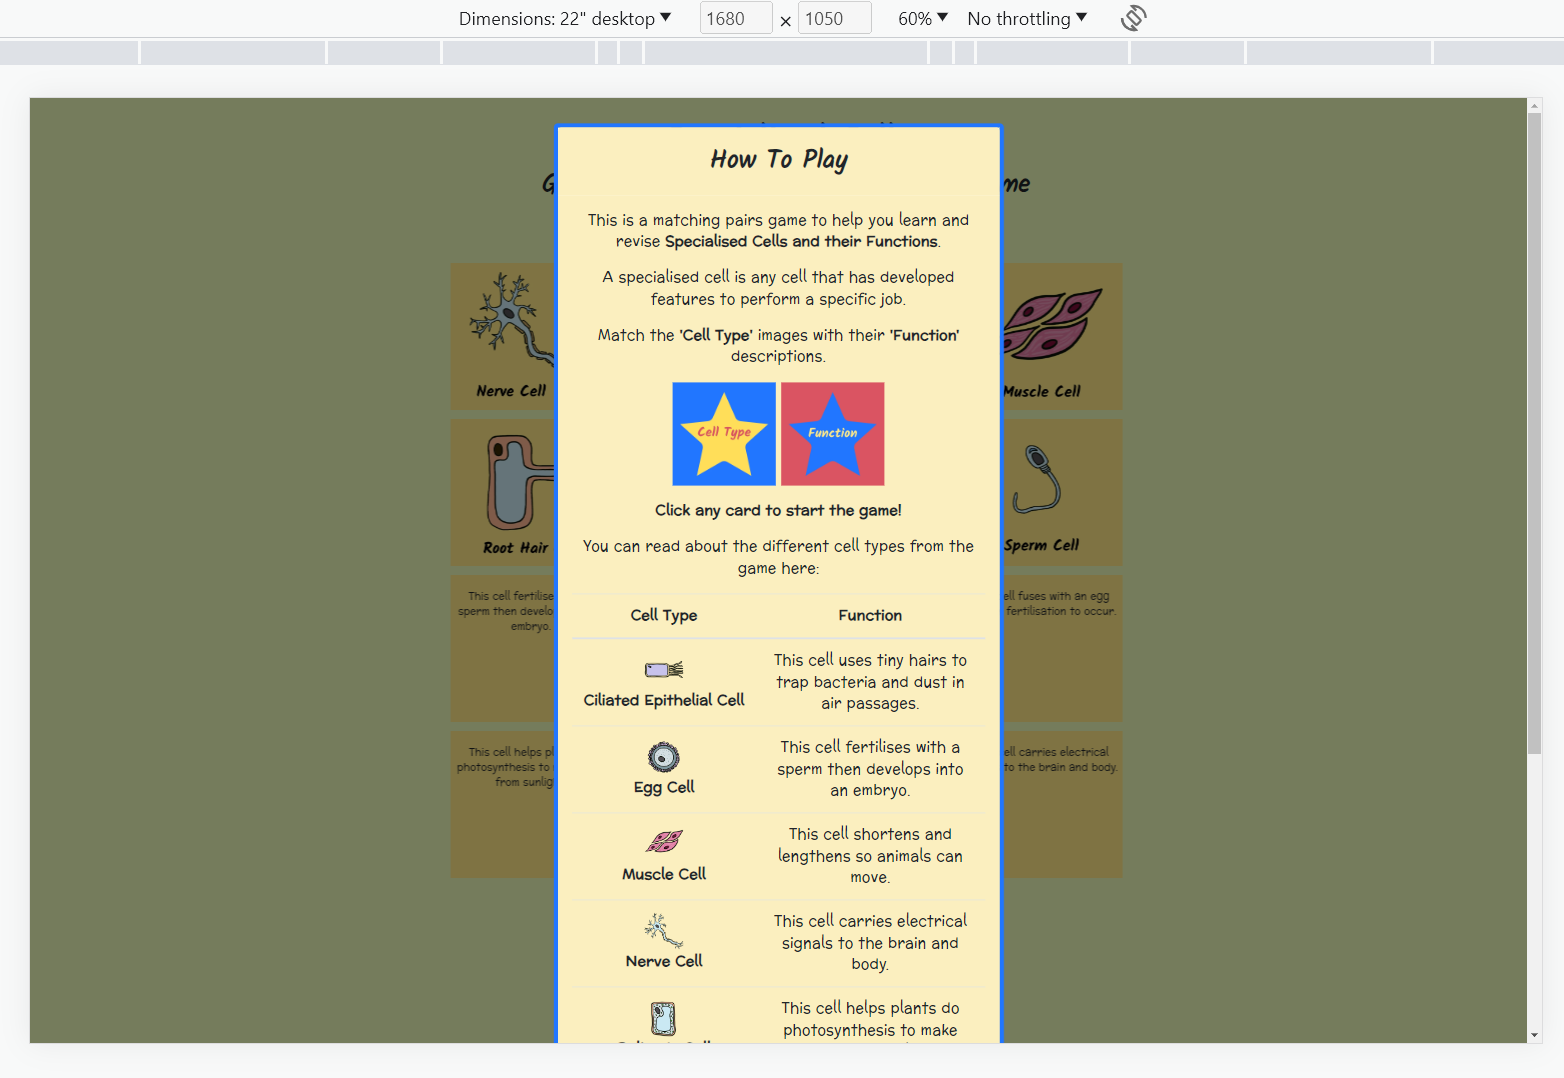 Dimensions: 22" desktop 1680 x 1050 60% No throttling
How To Play
me
This is a matching pairs game to help you learn and
revise Specialised Cells and their Functions.
A specialised cell is any cell that has developed
features to perform a specific job.
Match the 'Cell Type' images with their 'Function'
descriptions.
Nerve Cell
Muscle Cell
Cell Type
Function
Click any card to start the game!
You can read about the different cell types from the
game here:
Root Hair
Sperm Cell
This cell fertilise
sperm then develo
embryo.
ell fuses with an egg
fertilisation to occur.
Cell Type Function
This cell uses tiny hairs to
trap bacteria and dust in
air passages.
Ciliated Epithelial Cell
This cell helps pl
photosynthesis to
from sunlig
ell carries electrical
to the brain and body.
This cell fertilises with a
sperm then develops into
an embryo.
Egg Cell
This cell shortens and
lengthens so animals can
move.
Muscle Cell
This cell carries electrical
signals to the brain and
body.
Nerve Cell
This cell helps plants do
photosynthesis to make